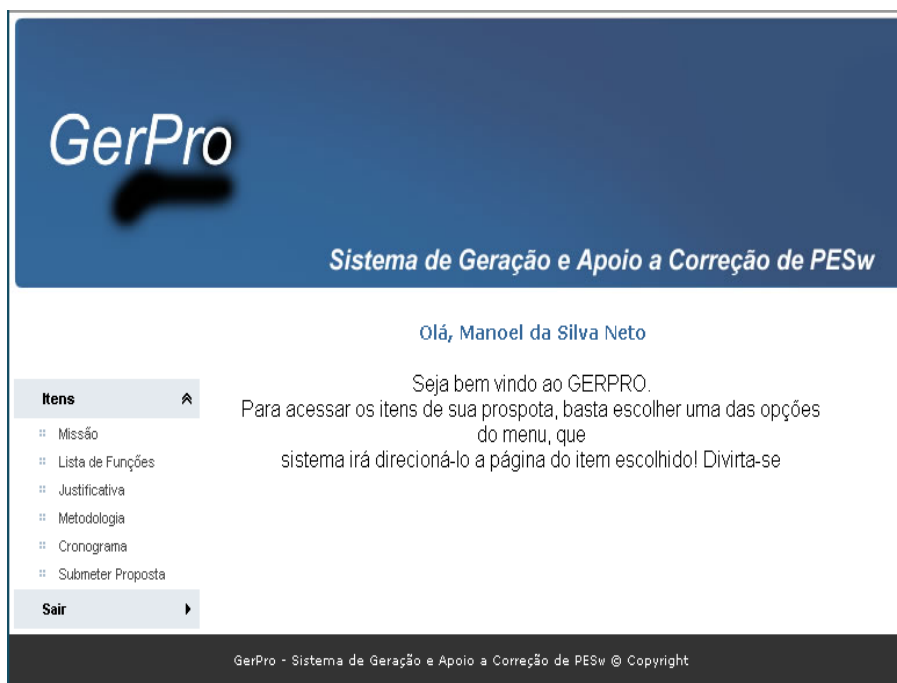 GerPro
Sistema de Geração e Apoio a Correção de PESw
Olá, Manoel da Silva Neto
Seja bem vindo ao GERPRO.
Para acessar os itens de sua prospota, basta escolher uma das opções
do menu, que
sistema irá direcioná-lo a página do item escolhido! Divirta-se
Itens
Missão
Lista de Funções
Justificativa
Metodologia
Cronograma
Submeter Proposta
Sair
GerPro - Sistema de Geração e Apoio a Correção de PESw © Copyright